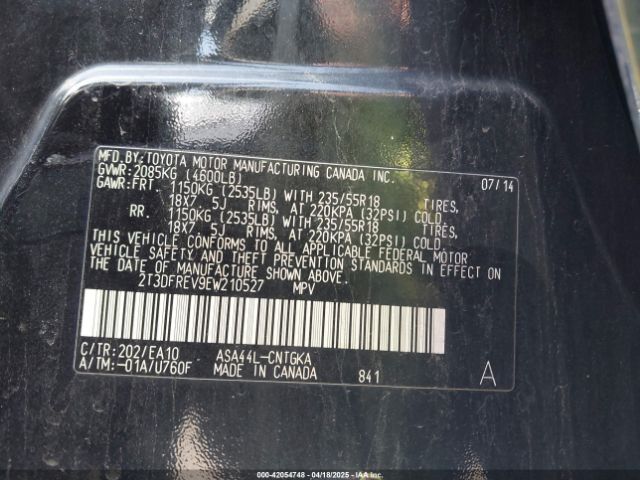 MFD.BY:TOYOTA MOTOR MANUFACTURING CANADA INC.
GVWR:2085KG (4600LB) 07/14
GAWR:FRT. 1150KG (2535LB) WITH 235/55R18 TIRES,
18X7. 5J RIMS, AT 220KPA (32PSI) COLD.
RR. 1150KG (2535LB) WITH 235/55R18 TIRES,
18X7. 5J RIMS, AT 220KPA (32PSI) COLD.
THIS VEHICLE CONFORMS TO ALL APPLICABLE FEDERAL MOTOR
VEHICLE SAFETY AND THEFT PREVENTION STANDARDS IN EFFECT ON
THE DATE OF MANUFACTURE SHOWN ABOVE.
2T3DFREV9EW210527 MPV
C/TR:202/EA10 ASA44L-CNTGKA
A/TM:-01A/U760F MADE IN CANADA 841 A
000-42054748 - 04/18/2025 - IAA Inc.